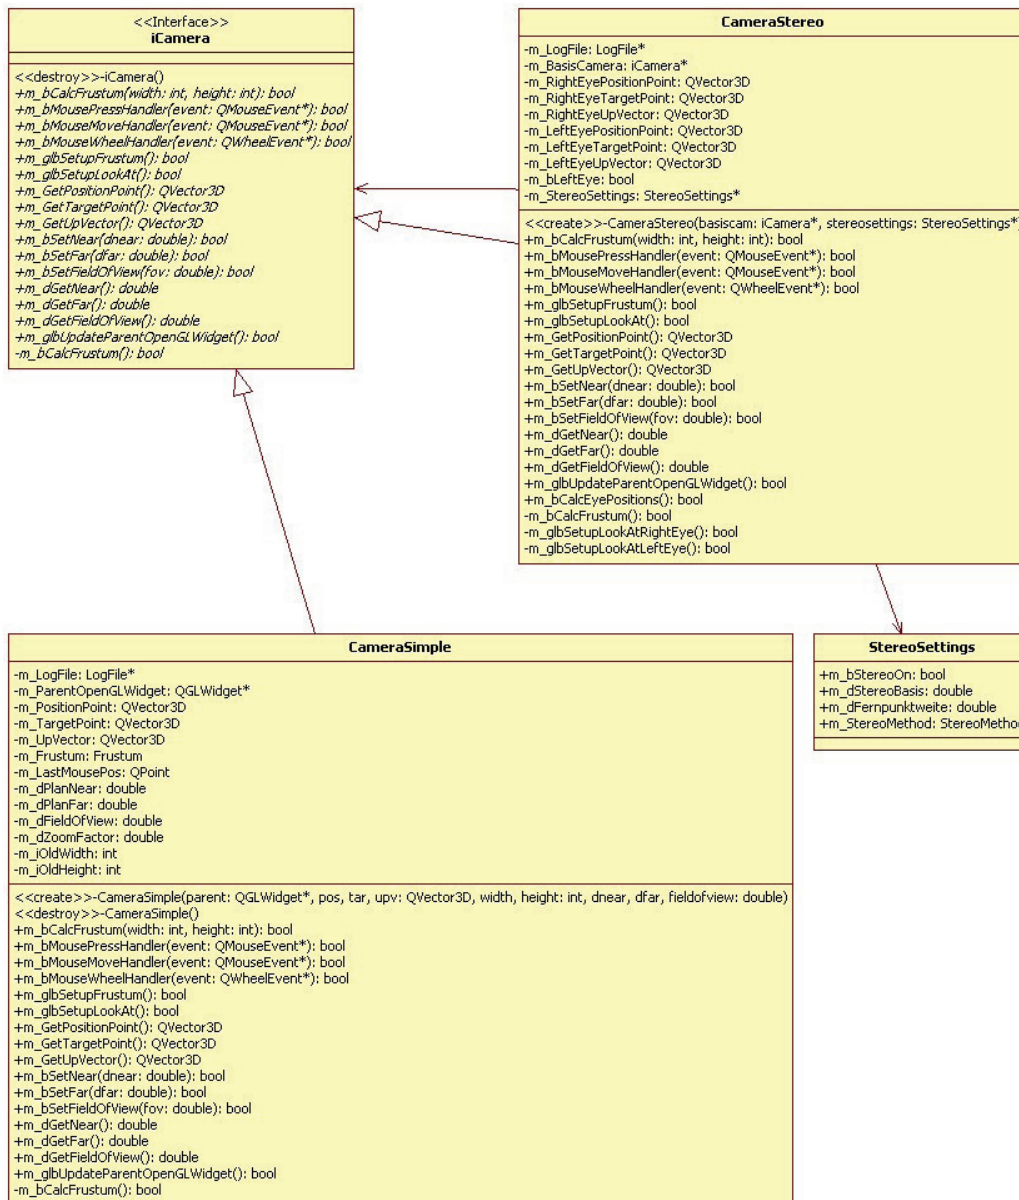 <<Interface>>
iCamera
<<destroy>>-iCamera()
+m_bCalcFrustum(width: int, height: int): bool
+m_bMousePressHandler(event: QMouseEvent*): bool
+m_bMouseMoveHandler(event: QMouseEvent*): bool
+m_bMouseWheelHandler(event: QWheelEvent*): bool
+m_glbSetupFrustum(): bool
+m_glbSetupLookAt(): bool
+m_GetPositionPoint(): QVector3D
+m_GetTargetPoint(): QVector3D
+m_GetUpVector(): QVector3D
+m_bSetNear(dnear: double): bool
+m_bSetFar(dfar: double): bool
+m_bSetFieldOfView(fov: double): bool
+m_dGetNear(): double
+m_dGetFar(): double
+m_dGetFieldOfView(): double
+m_glbUpdateParentOpenGLWidget(): bool
-m_bCalcFrustum(): bool
CameraStereo
-m_LogFile: LogFile*
-m_BasisCamera: iCamera*
-m_RightEyePositionPoint: QVector3D
-m_RightEyeTargetPoint: QVector3D
-m_RightEyeUpVector: QVector3D
-m_LeftEyePositionPoint: QVector3D
-m_LeftEyeTargetPoint: QVector3D
-m_LeftEyeUpVector: QVector3D
-m_bLeftEye: bool
-m_StereoSettings: StereoSettings*
<<create>>-CameraStereo(basiscam: iCamera*, stereosettings: StereoSettings*)
+m_bCalcFrustum(width: int, height: int): bool
+m_bMousePressHandler(event: QMouseEvent*): bool
+m_bMouseMoveHandler(event: QMouseEvent*): bool
+m_bMouseWheelHandler(event: QWheelEvent*): bool
+m_glbSetupFrustum(): bool
+m_glbSetupLookAt(): bool
+m_GetPositionPoint(): QVector3D
+m_GetTargetPoint(): QVector3D
+m_GetUpVector(): QVector3D
+m_bSetNear(dnear: double): bool
+m_bSetFar(dfar: double): bool
+m_bSetFieldOfView(fov: double): bool
+m_dGetNear(): double
+m_dGetFar(): double
+m_dGetFieldOfView(): double
+m_glbUpdateParentOpenGLWidget(): bool
+m_bCalcEyePositions(): bool
-m_bCalcFrustum(): bool
-m_glbSetupLookAtRightEye(): bool
-m_glbSetupLookAtLeftEye(): bool
CameraSimple
-m_LogFile: LogFile*
-m_ParentOpenGLWidget: QGLWidget*
-m_PositionPoint: QVector3D
-m_TargetPoint: QVector3D
-m_UpVector: QVector3D
-m_Frustum: Frustum
-m_LastMousePos: QPoint
-m_dPlanNear: double
-m_dPlanFar: double
-m_dFieldOfView: double
-m_dZoomFactor: double
-m_iOldWidth: int
-m_iOldHeight: int
<<create>>-CameraSimple(parent: QGLWidget*, pos, tar, upv: QVector3D, width, height: int, dnear, dfar, fieldofview: double)
<<destroy>>-CameraSimple()
+m_bCalcFrustum(width: int, height: int): bool
+m_bMousePressHandler(event: QMouseEvent*): bool
+m_bMouseMoveHandler(event: QMouseEvent*): bool
+m_bMouseWheelHandler(event: QWheelEvent*): bool
+m_glbSetupFrustum(): bool
+m_glbSetupLookAt(): bool
+m_GetPositionPoint(): QVector3D
+m_GetTargetPoint(): QVector3D
+m_GetUpVector(): QVector3D
+m_bSetNear(dnear: double): bool
+m_bSetFar(dfar: double): bool
+m_bSetFieldOfView(fov: double): bool
+m_dGetNear(): double
+m_dGetFar(): double
+m_dGetFieldOfView(): double
+m_glbUpdateParentOpenGLWidget(): bool
-m_bCalcFrustum(): bool
StereoSettings
+m_bStereoOn: bool
+m_dStereoBasis: double
+m_dFernpunktweite: double
+m_StereoMethod: StereoMethod